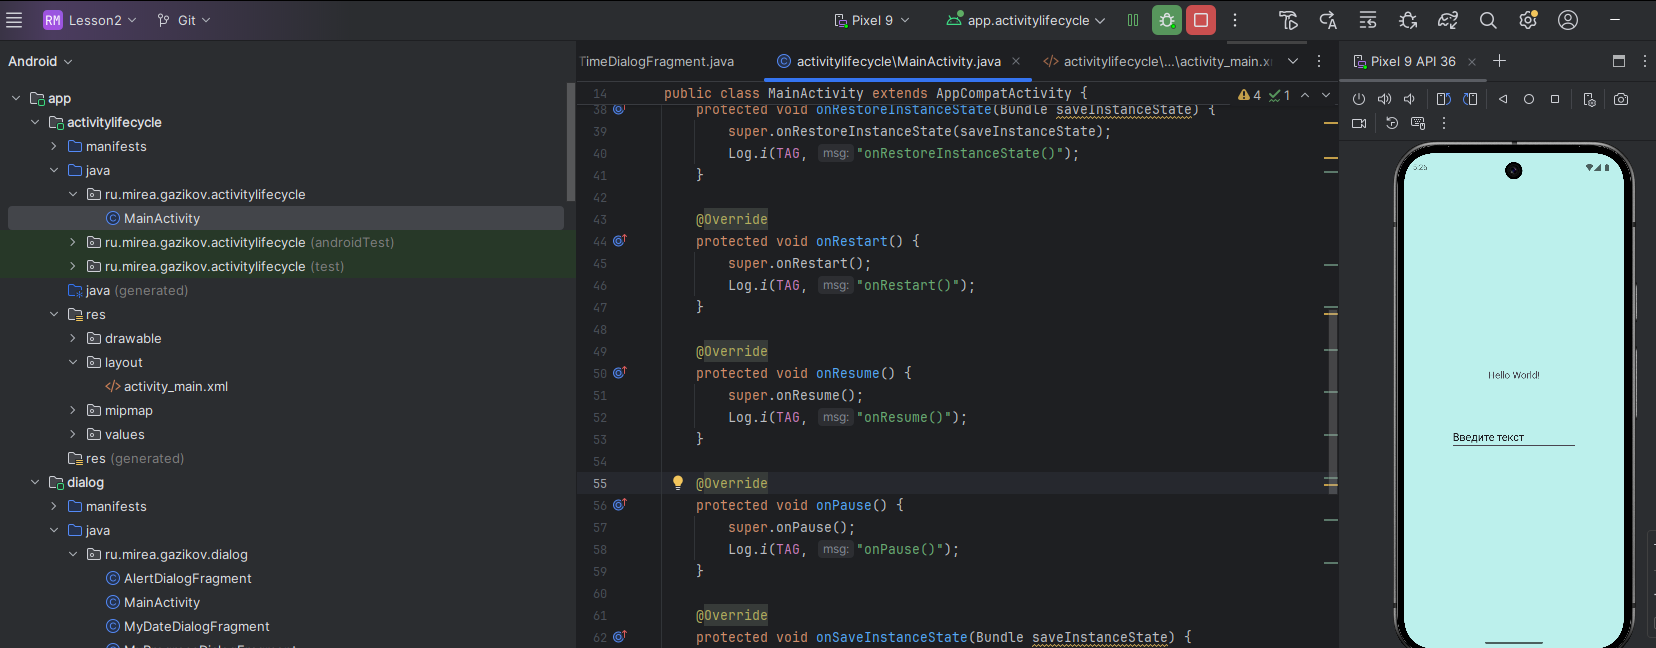 RM Lesson2 Git Pixel 9 app.activitylifecycle
Android
app
activitylifecycle
manifests
java
ru.mirea.gazikov.activitylifecycle
MainActivity
ru.mirea.gazikov.activitylifecycle (androidTest)
ru.mirea.gazikov.activitylifecycle (test)
java (generated)
res
drawable
layout
activity_main.xml
mipmap
values
res (generated)
dialog
manifests
java
ru.mirea.gazikov.dialog
AlertDialogFragment
MainActivity
MyDateDialogFragment
TimeDialogFragment.java activitylifecycle\MainActivity.java activitylifecycle\...\activity_main.x
14 public class MainActivity extends AppCompatActivity { 4 1
38 protected void onRestoreInstanceState(Bundle saveInstanceState) {
39 super.onRestoreInstanceState(saveInstanceState);
40 Log.i(TAG, msg: "onRestoreInstanceState()");
41 }
42
43 @Override
44 protected void onRestart() {
45 super.onRestart();
46 Log.i(TAG, msg: "onRestart()");
47 }
48
49 @Override
50 protected void onResume() {
51 super.onResume();
52 Log.i(TAG, msg: "onResume()");
53 }
54
55 @Override
56 protected void onPause() {
57 super.onPause();
58 Log.i(TAG, msg: "onPause()");
59 }
60
61 @Override
62 protected void onSaveInstanceState(Bundle saveInstanceState) {
Pixel 9 API 36
Hello World!
Введите текст